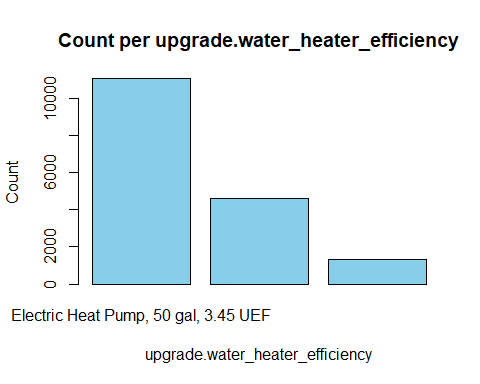 Count per upgrade.water_heater_efficiency
10000
6000
2000
0
Count
Electric Heat Pump, 50 gal, 3.45 UEF
upgrade.water_heater_efficiency